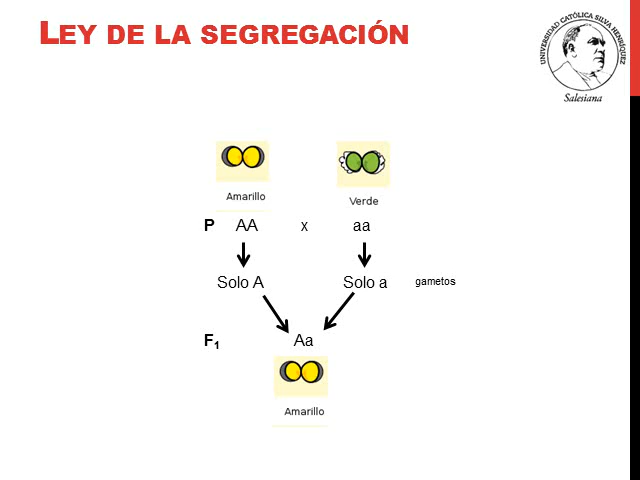 LEY DE LA SEGREGACIÓN
UNIVERSIDAD CATÓLICA SILVA HENRÍQUEZ
Salesiana
Amarillo
Verde
P AA x aa
Solo A Solo a gametos
F1 Aa
Amarillo